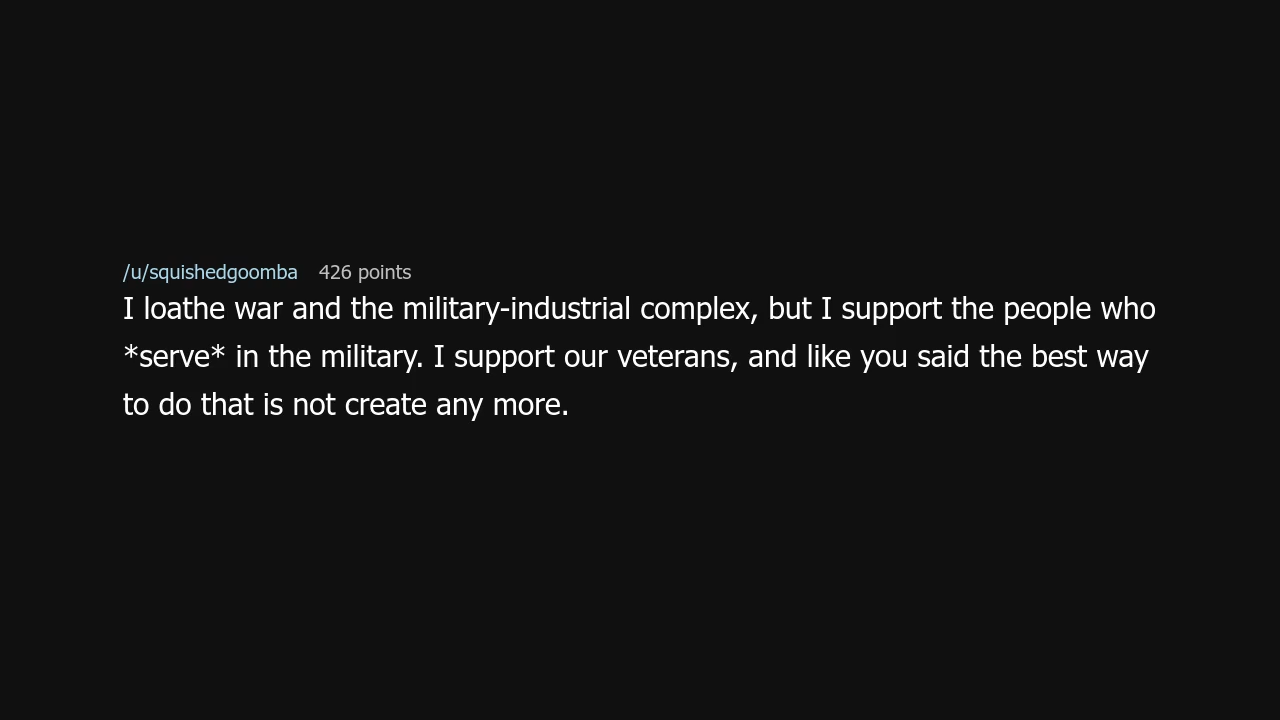 /u/squishedgoomba 426 points
I loathe war and the military-industrial complex, but I support the people who
*serve* in the military. I support our veterans, and like you said the best way
to do that is not create any more.